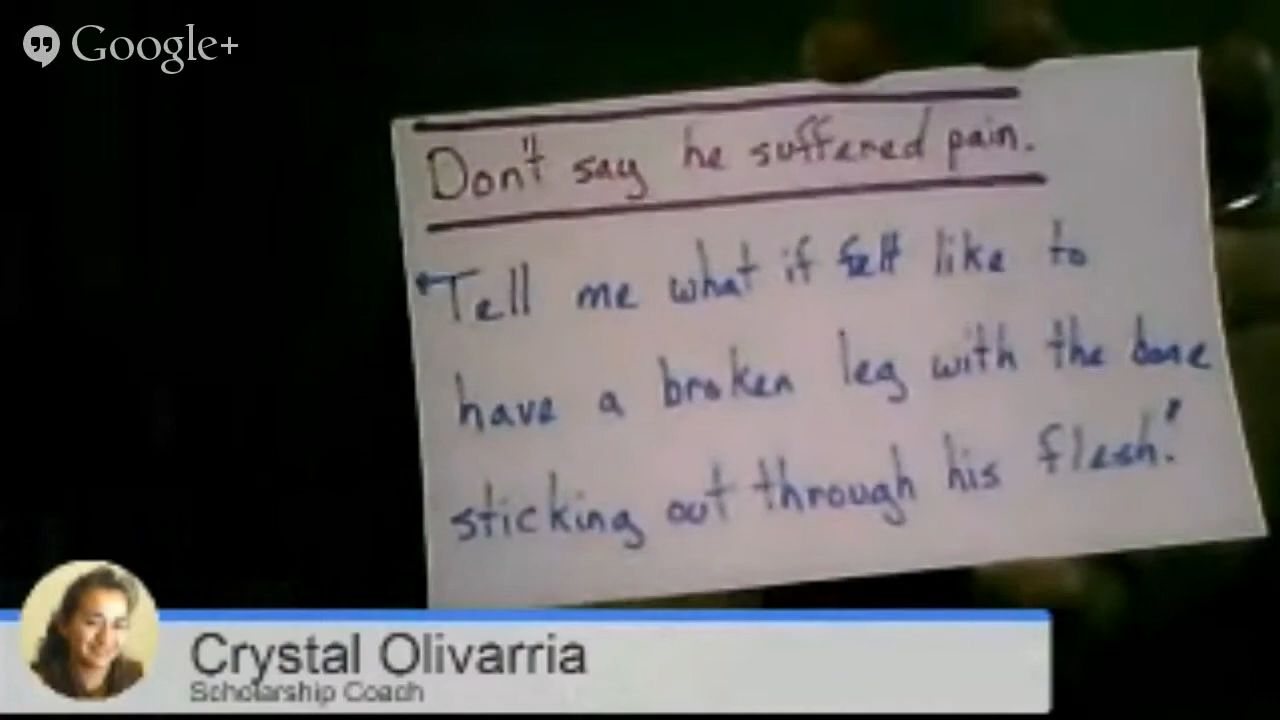 Google+
Don't say he suffered pain.
"Tell me what it felt like to
have a broken leg with the bone
sticking out through his flesh."
Crystal Olivarria
Scholarship Coach